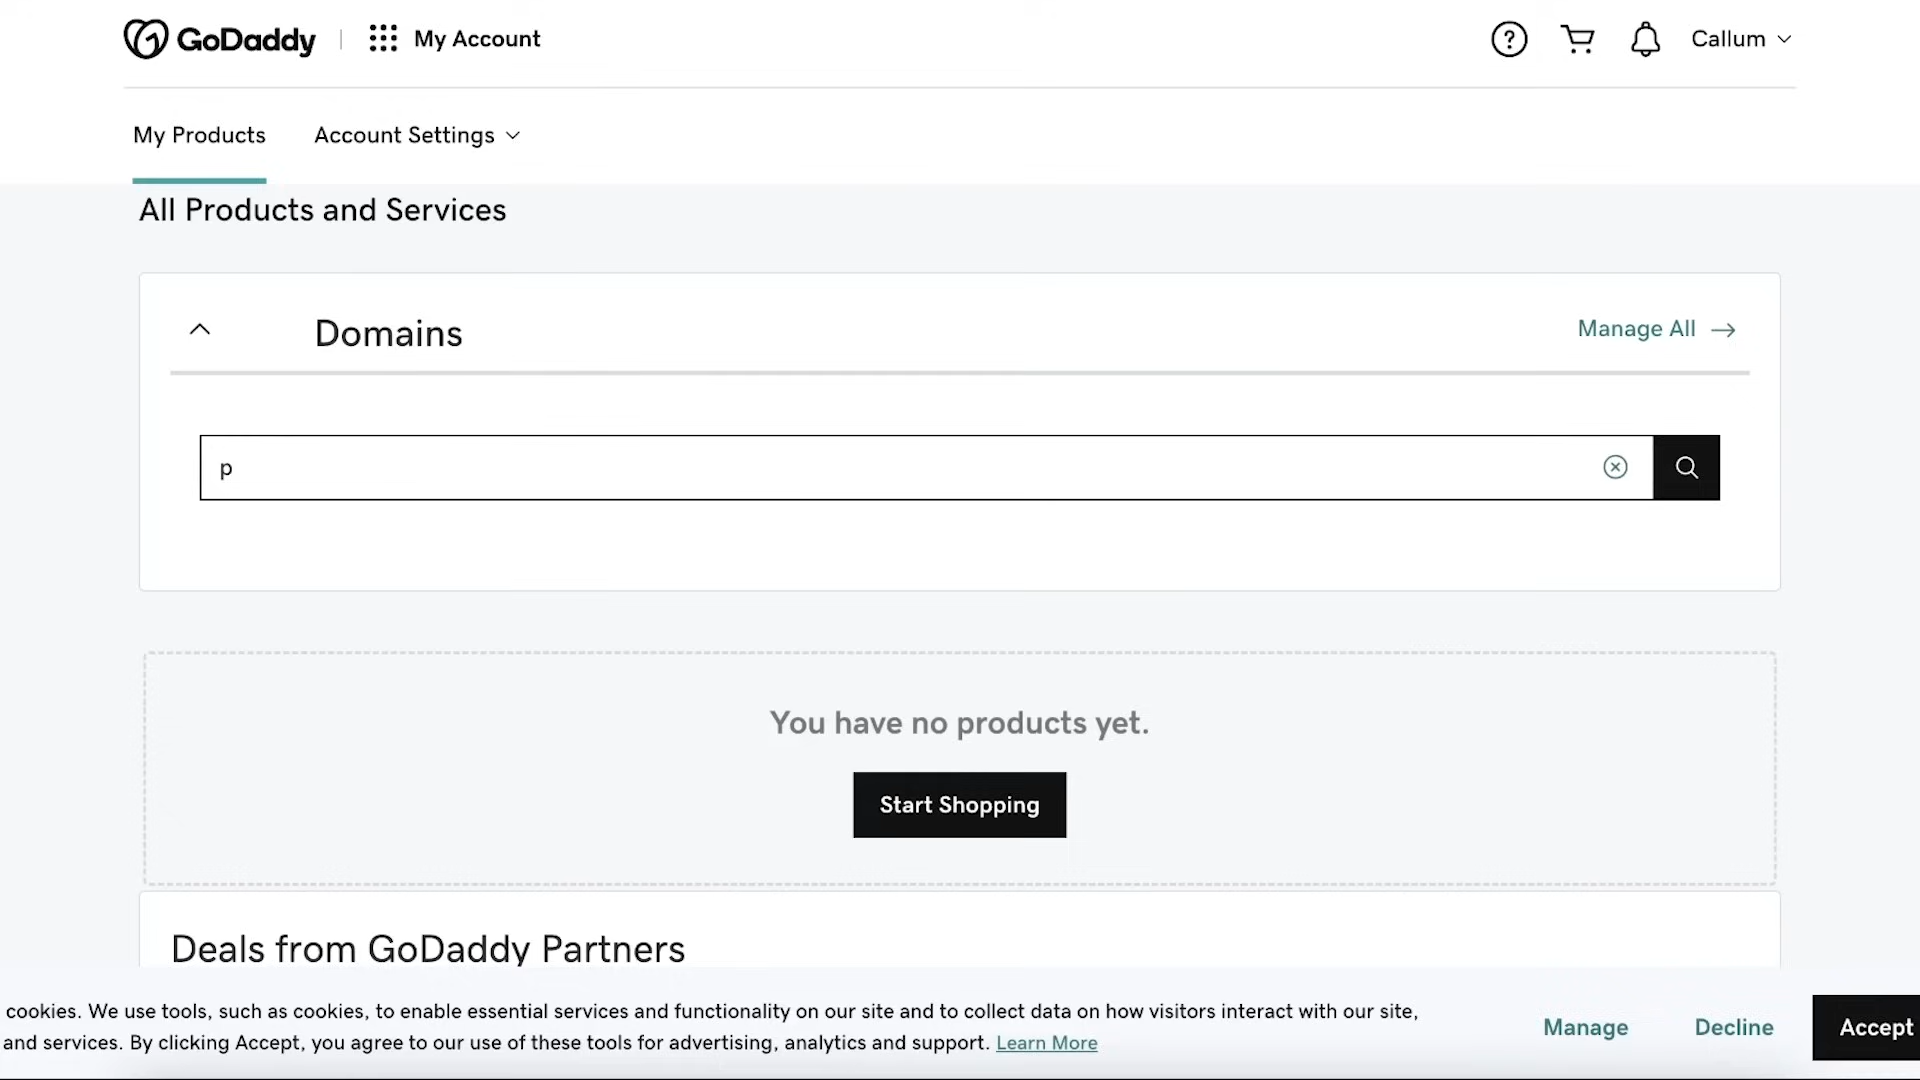 GoDaddy
My Account
Callum
My Products
Account Settings
All Products and Services
Domains
Manage All
p
You have no products yet.
Start Shopping
Deals from GoDaddy Partners
cookies. We use tools, such as cookies, to enable essential services and functionality on our site and to collect data on how visitors interact with our site,
and services. By clicking Accept, you agree to our use of these tools for advertising, analytics and support. Learn More
Manage
Decline
Accept